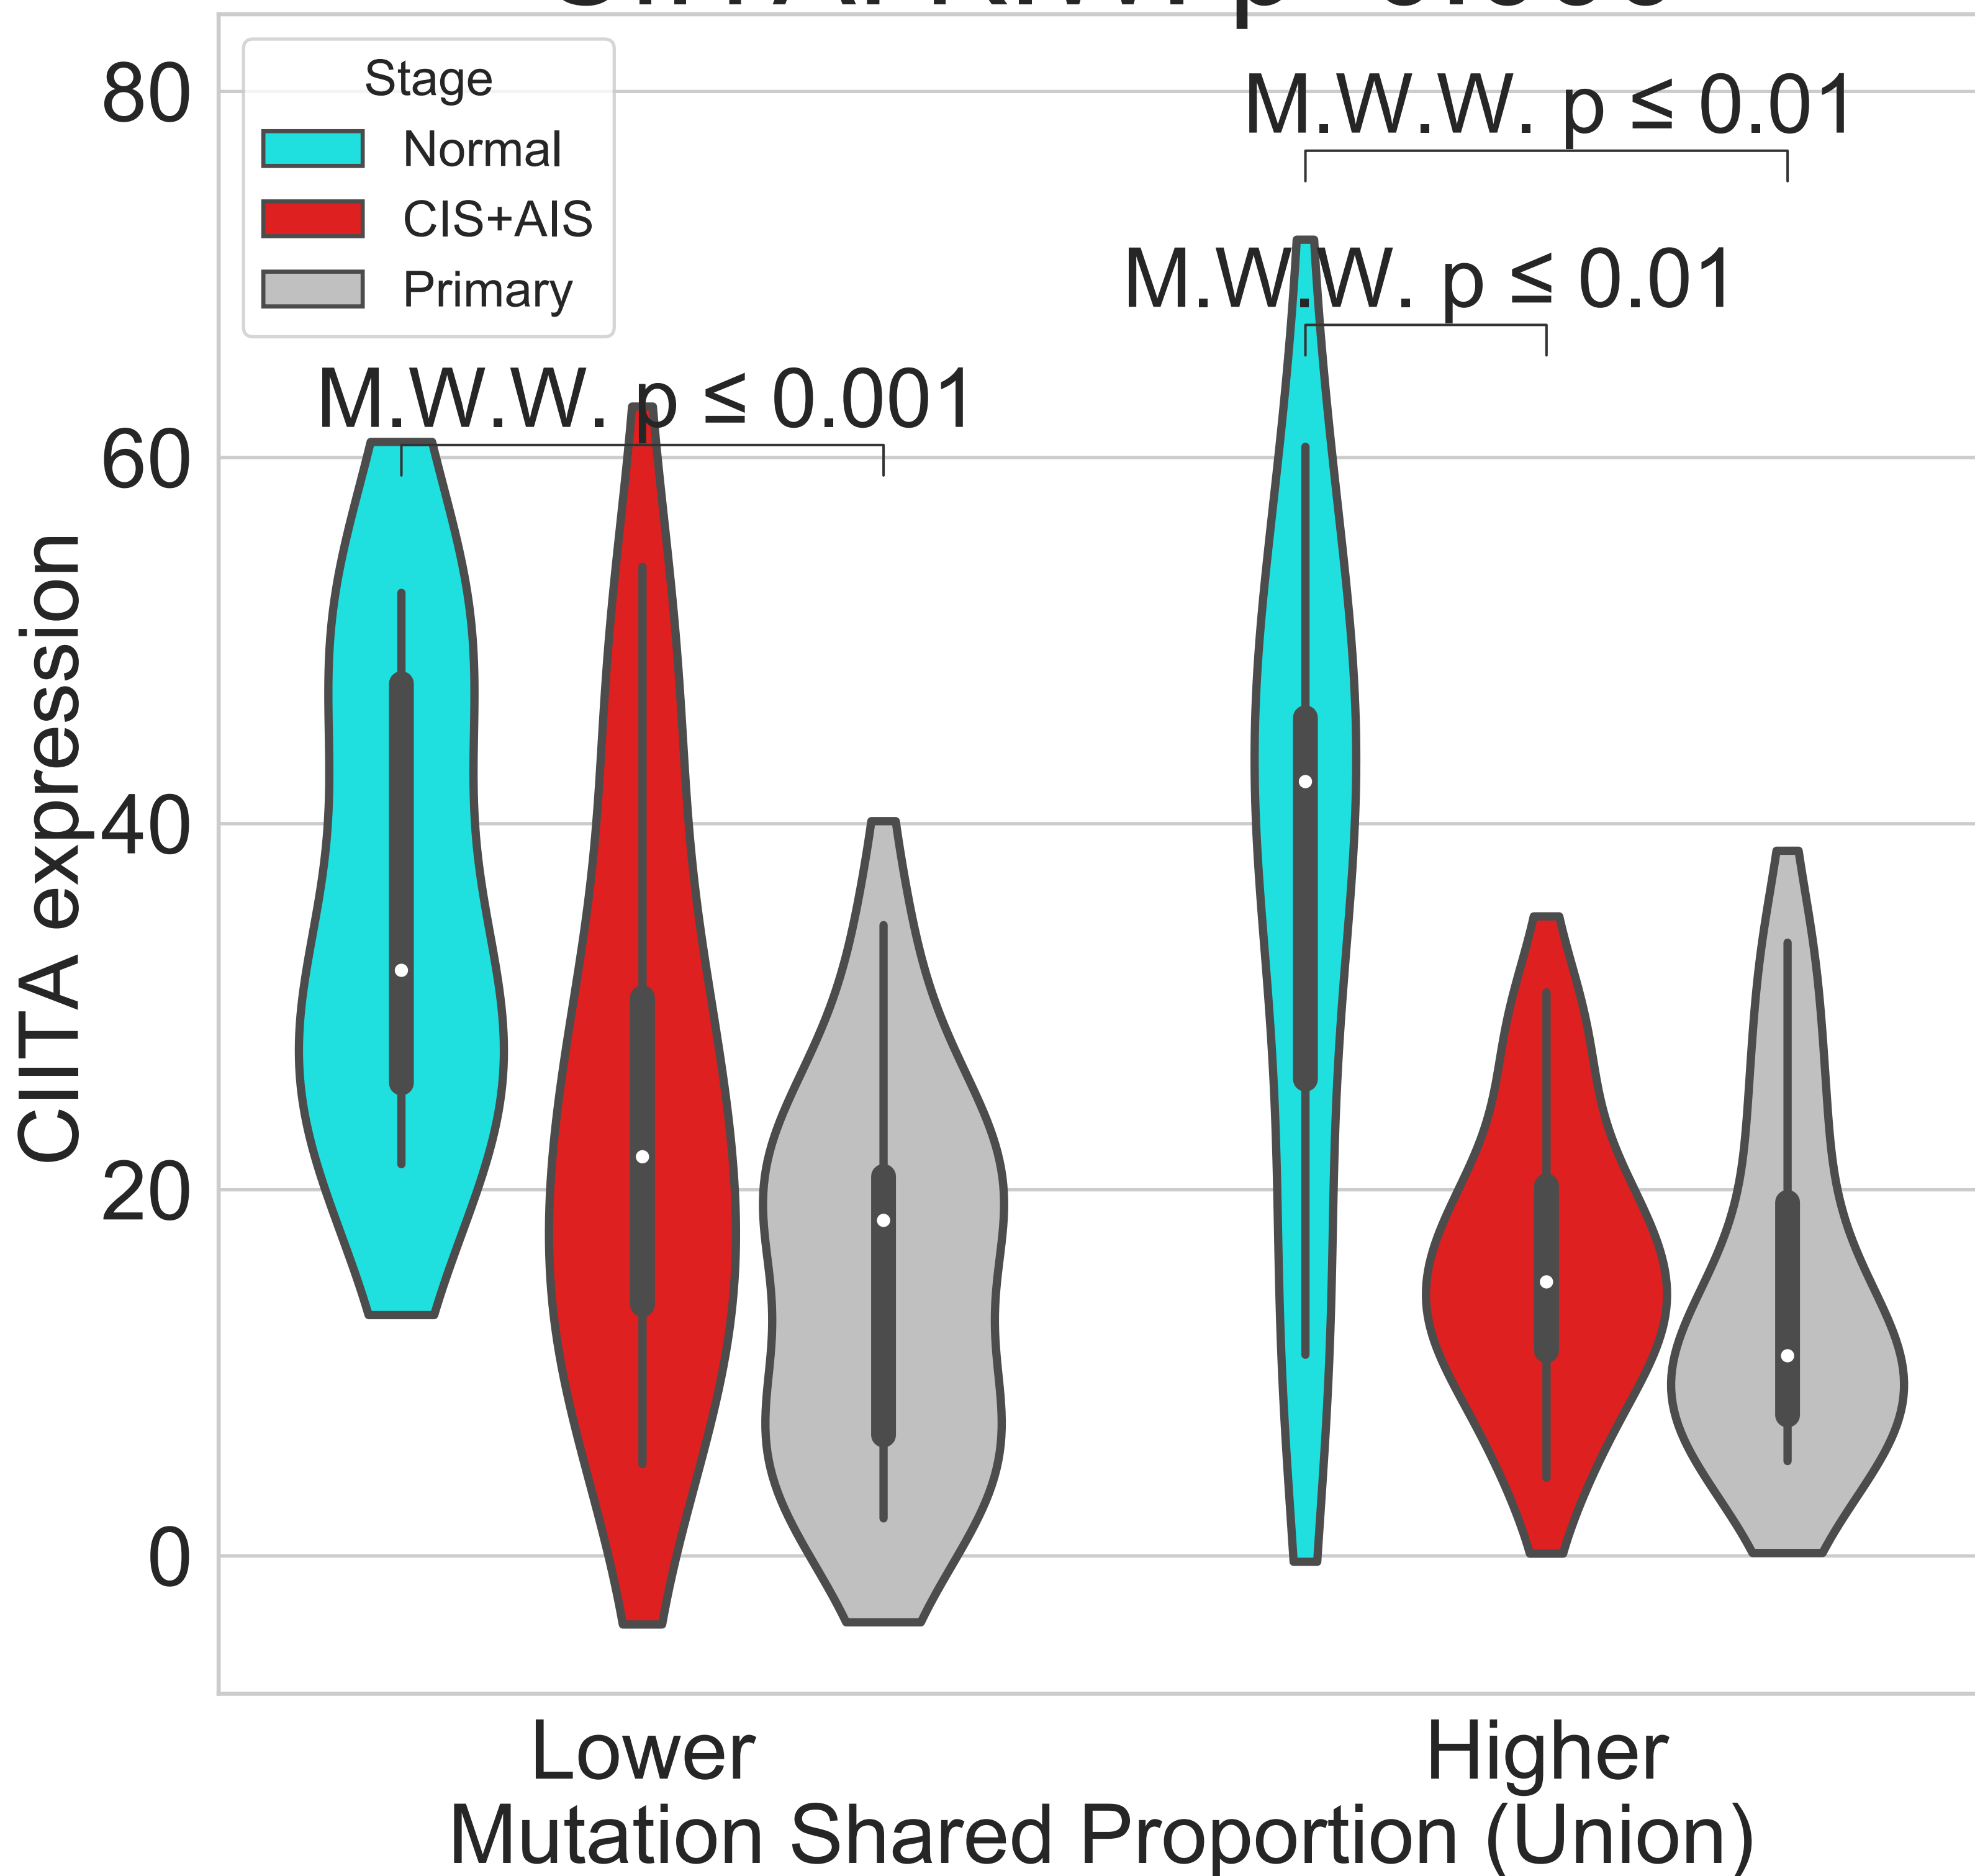 Stage
Normal
CIS+AIS
Primary
M.W.W. p ≤ 0.01
M.W.W. p ≤ 0.01
M.W.W. p ≤ 0.001
80
60
40
20
0
CIITA expression
Lower
Higher
Mutation Shared Proportion (Union)